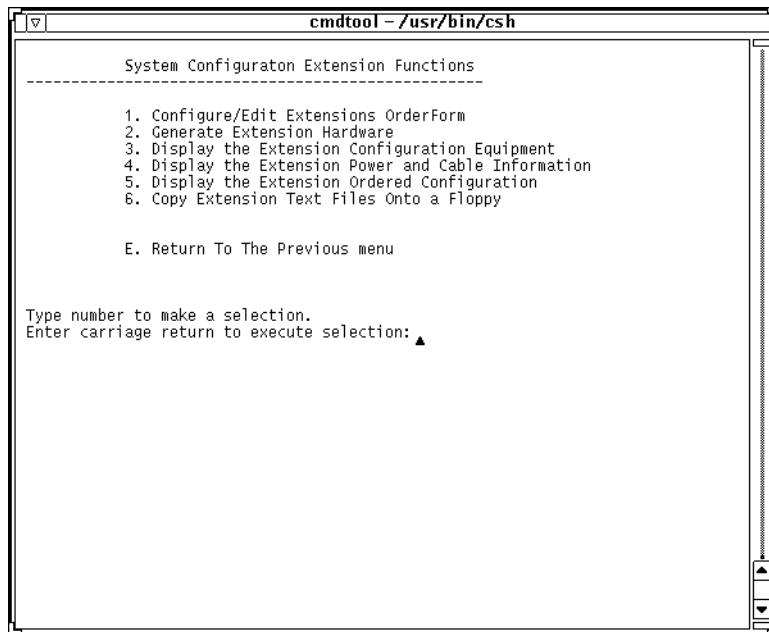 cmdtool – /usr/bin/csh
System Configuraton Extension Functions
---------------------------------------------------
1. Configure/Edit Extensions OrderForm
2. Generate Extension Hardware
3. Display the Extension Configuration Equipment
4. Display the Extension Power and Cable Information
5. Display the Extension Ordered Configuration
6. Copy Extension Text Files Onto a Floppy
E. Return To The Previous menu
Type number to make a selection.
Enter carriage return to execute selection: